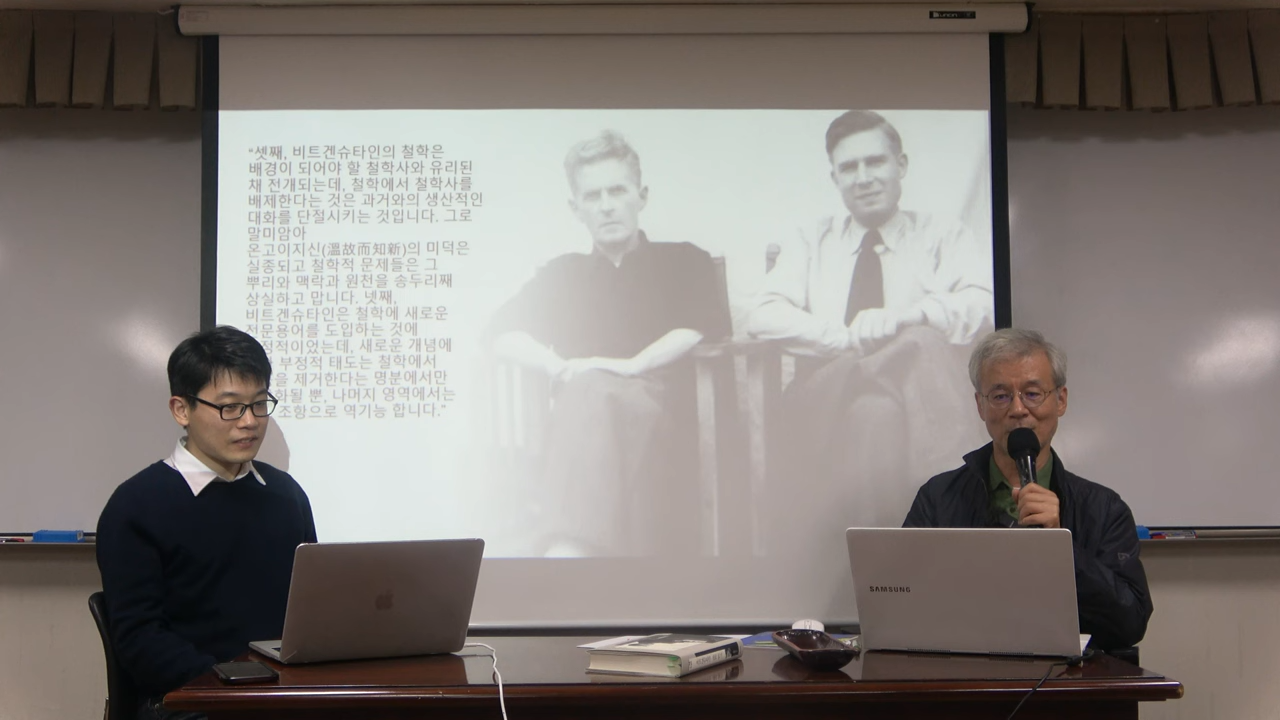 “셋째, 비트겐슈타인의 철학은
배경이 되어야 할 철학사와 유리된
채 전개되는데, 철학에서 철학사를
배제한다는 것은 과거와의 생산적인
대화를 단절시키는 것입니다. 그로
말미암아
온고이지신(溫故而知新)의 미덕은
실종되고 철학적 문제들은 그
뿌리와 맥락과 원천을 송두리째
상실하고 맙니다. 넷째,
비트겐슈타인은 철학에 새로운
전문용어를 도입하는 것에
정적이었는데, 새로운 개념에
부정적 태도는 철학에서
을 제거한다는 명분에서만
화될 뿐, 나머지 영역에서는
조항으로 역기능 합니다.”
SAMSUNG